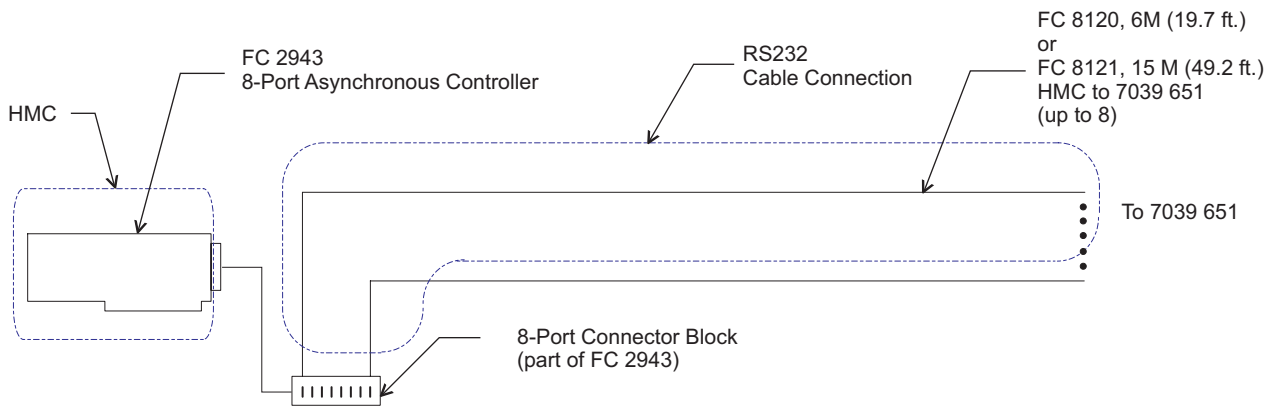 HMC
FC 2943
8-Port Asynchronous Controller
RS232
Cable Connection
FC 8120, 6M (19.7 ft.)
or
FC 8121, 15 M (49.2 ft.)
HMC to 7039 651
(up to 8)
To 7039 651
8-Port Connector Block
(part of FC 2943)